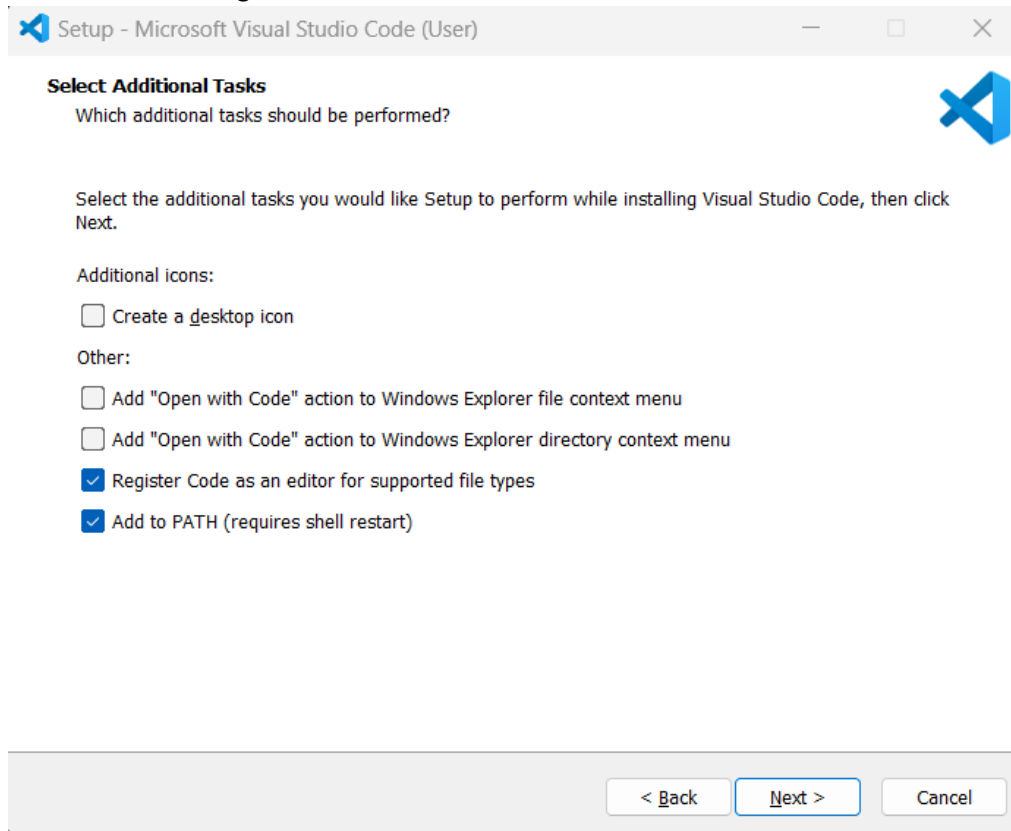 Setup - Microsoft Visual Studio Code (User)
Select Additional Tasks
Which additional tasks should be performed?
Select the additional tasks you would like Setup to perform while installing Visual Studio Code, then click
Next.
Additional icons:
Create a desktop icon
Other:
Add "Open with Code" action to Windows Explorer file context menu
Add "Open with Code" action to Windows Explorer directory context menu
Register Code as an editor for supported file types
Add to PATH (requires shell restart)
< Back Next > Cancel